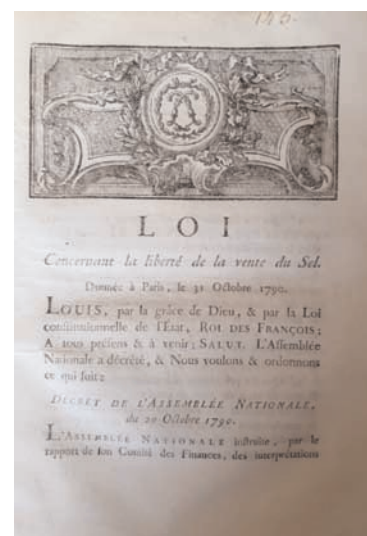 145.
LOI
Concernant la liberté de la vente du Sel.
Donnée à Paris, le 31 Octobre 1790.
LOUIS, par la grâce de Dieu, & par la Loi
constitutionnelle de l'État, ROI DES FRANÇOIS;
A tous présens & à venir; SALUT. L'Assemblée
Nationale a décrété, & Nous voulons & ordonnons
ce qui suit:
DÉCRET DE L'ASSEMBLÉE NATIONALE,
du 20 Octobre 1790.
L'ASSEMBLÉE NATIONALE instruite, par le
rapport de son Comité des Finances, des interprétations